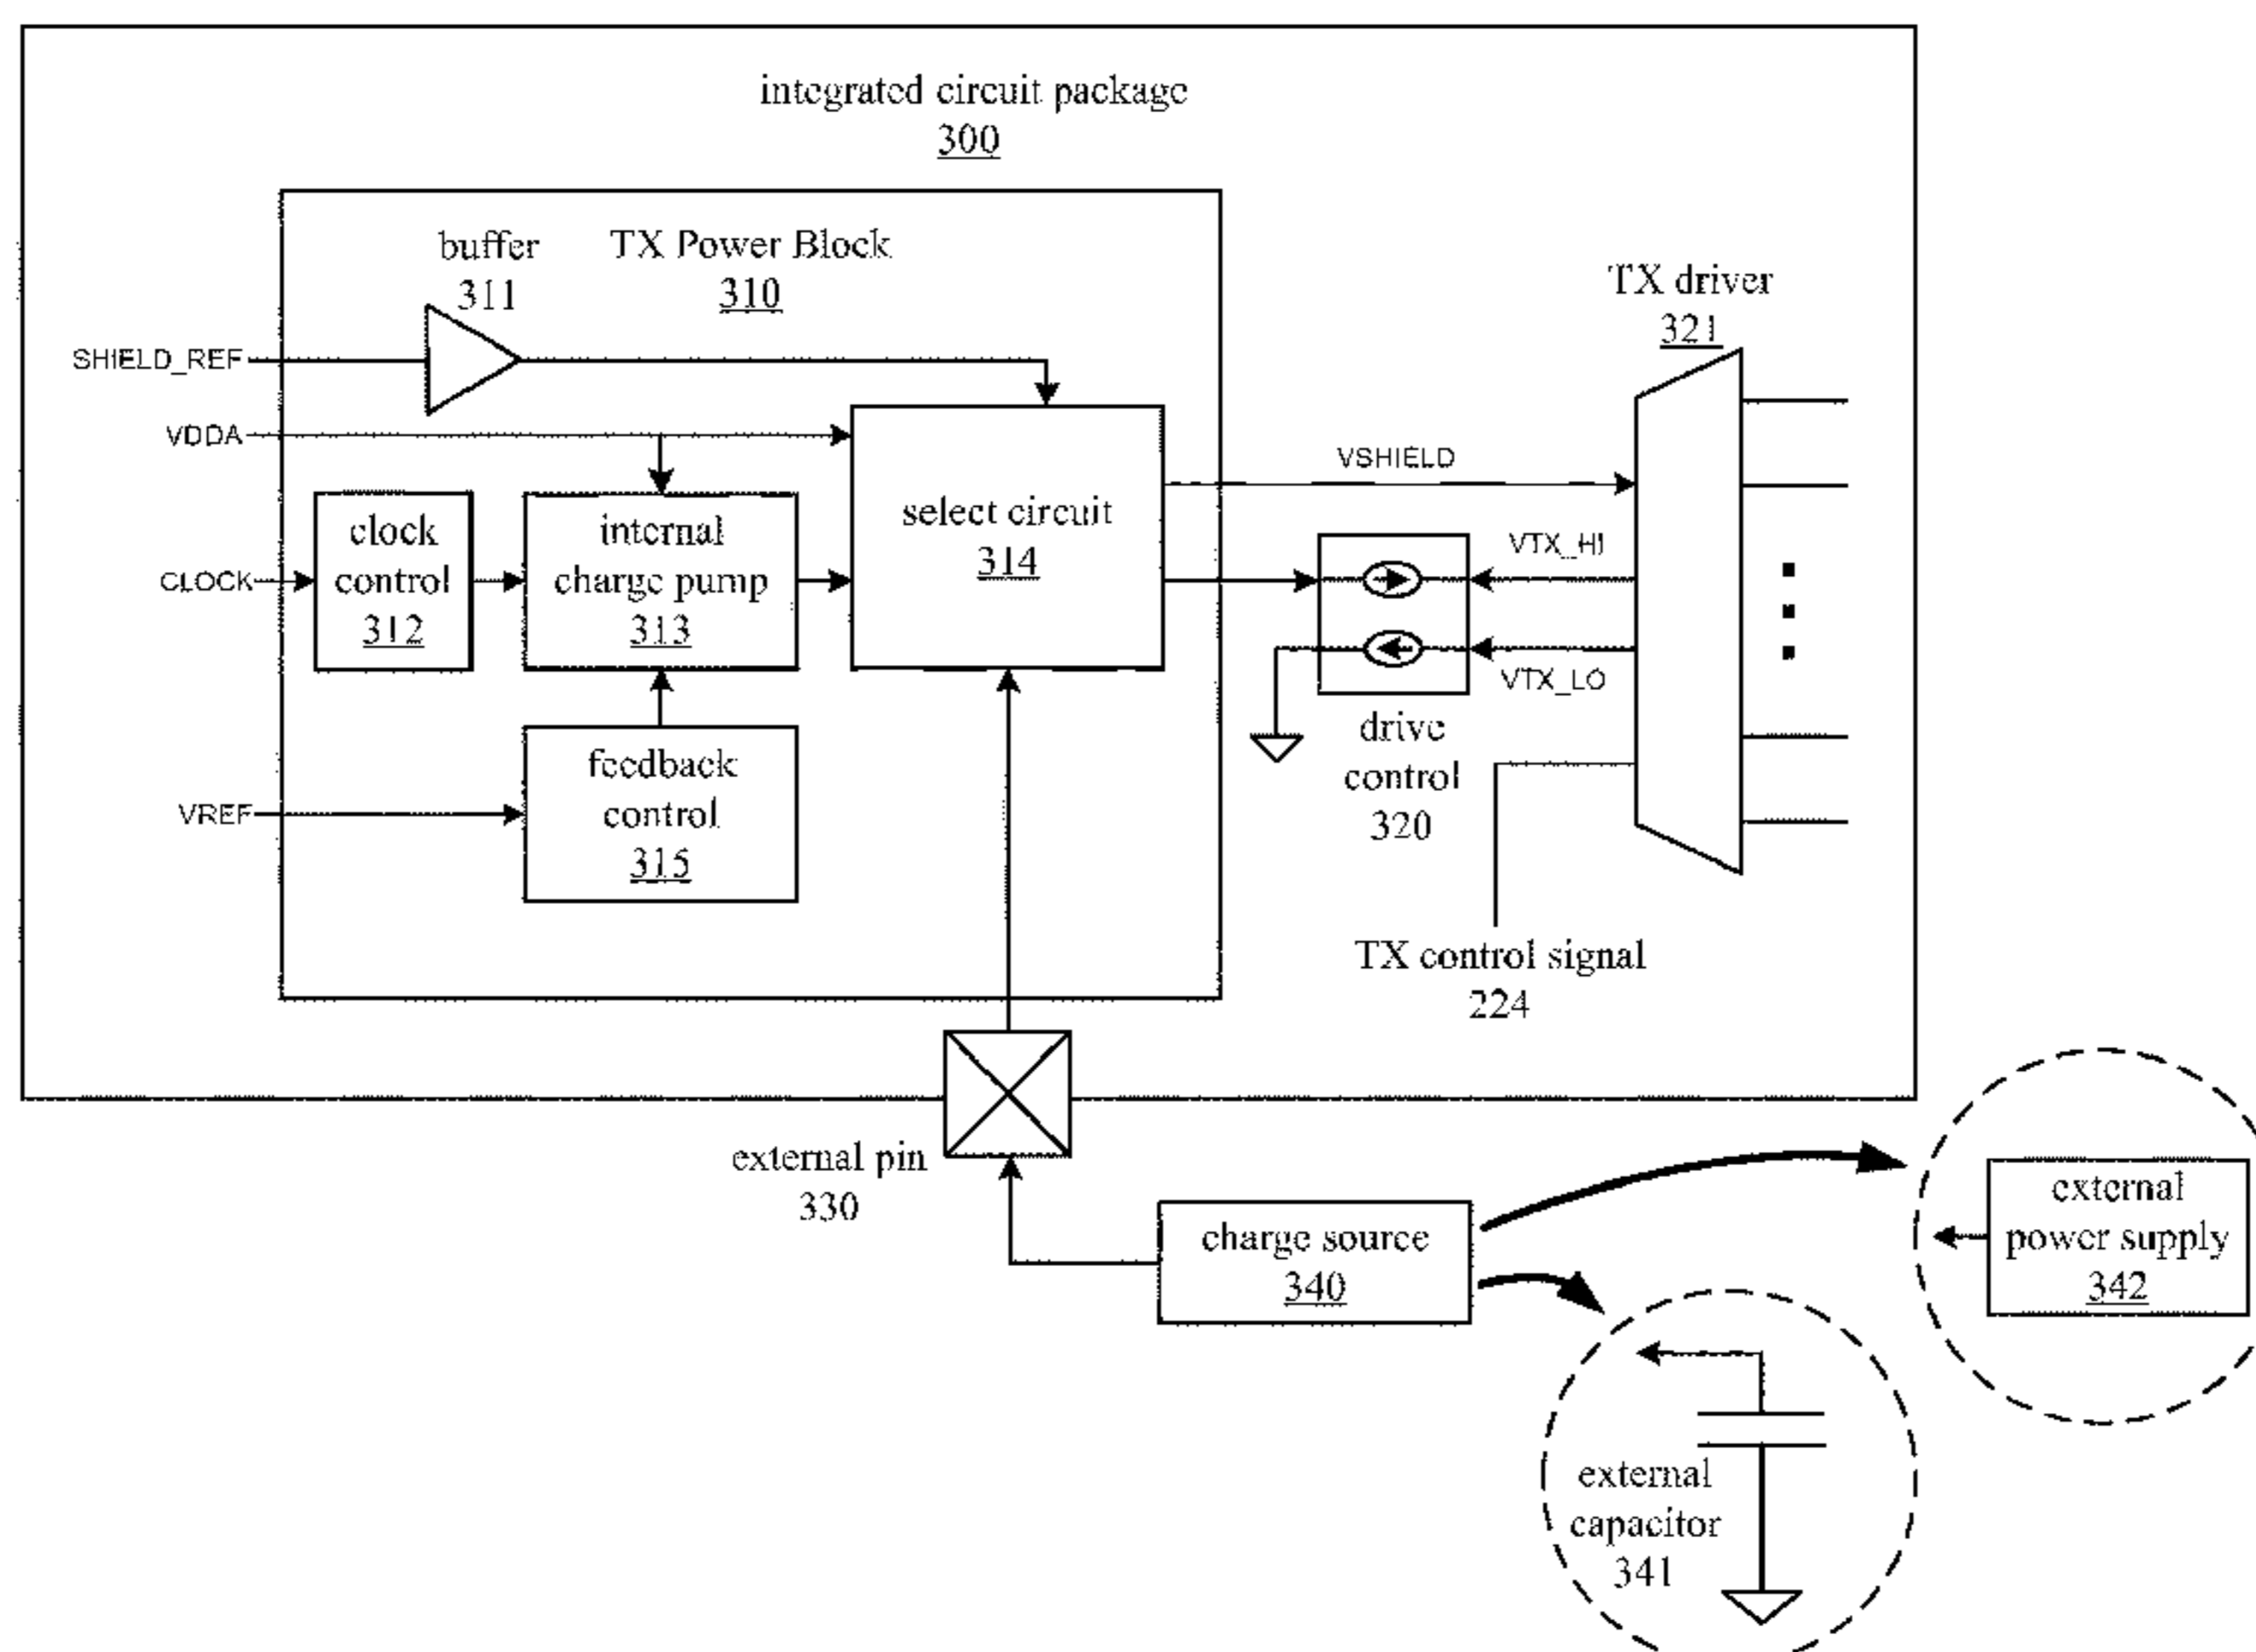 integrated circuit package
300
buffer
311
TX Power Block
310
TX driver
321
SHIELD_REF
VDDA
CLOCK
VREF
clock
control
312
internal
charge pump
313
select circuit
314
feedback
control
315
VSHIELD
VTX_HI
VTX_LO
drive
control
320
TX control signal
224
external pin
330
charge source
340
external
power supply
342
external
capacitor
341